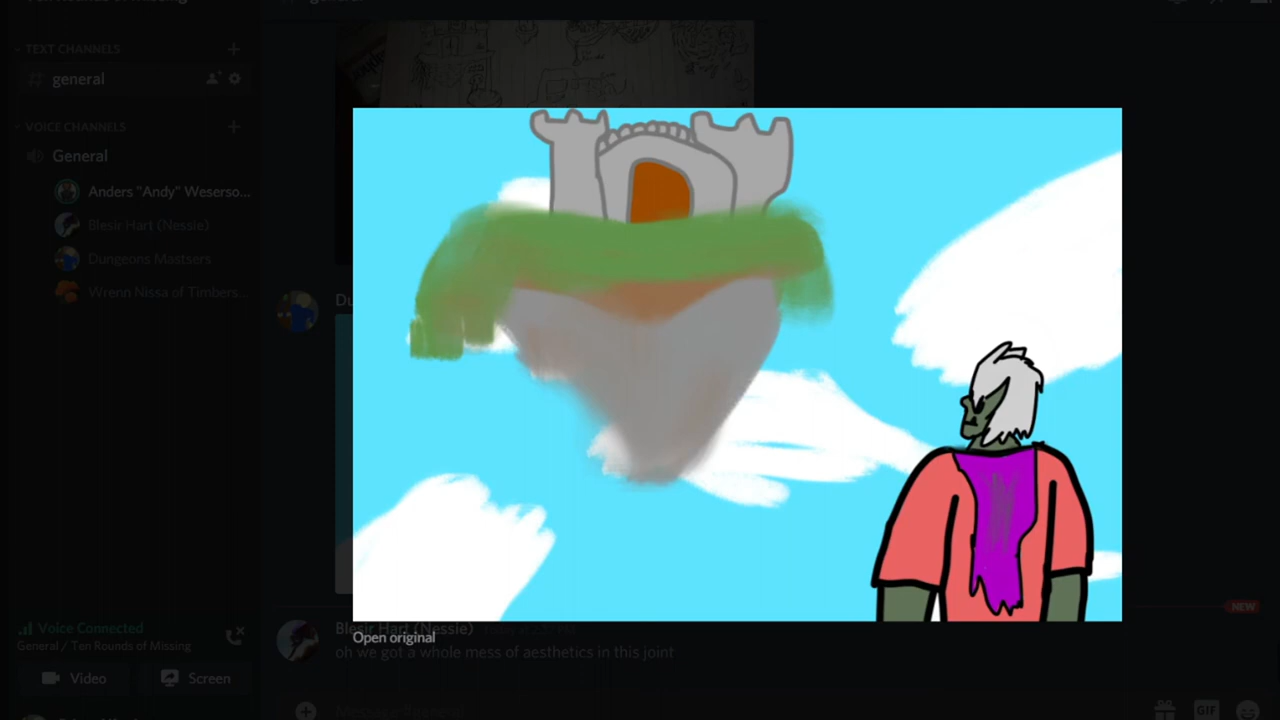 TEXT CHANNELS
general
VOICE CHANNELS
General
Anders "Andy" Weserso...
Blesir Hart (Nessie)
Dungeons Mastsers
Wrenn Nissa of Timbers...
Du
NEW
Voice Connected
General / Ten Rounds of Missing
Video
Screen
Blesir Hart (Nessie)
Open original
oh we got a whole mess of aesthetics in this joint
GIF